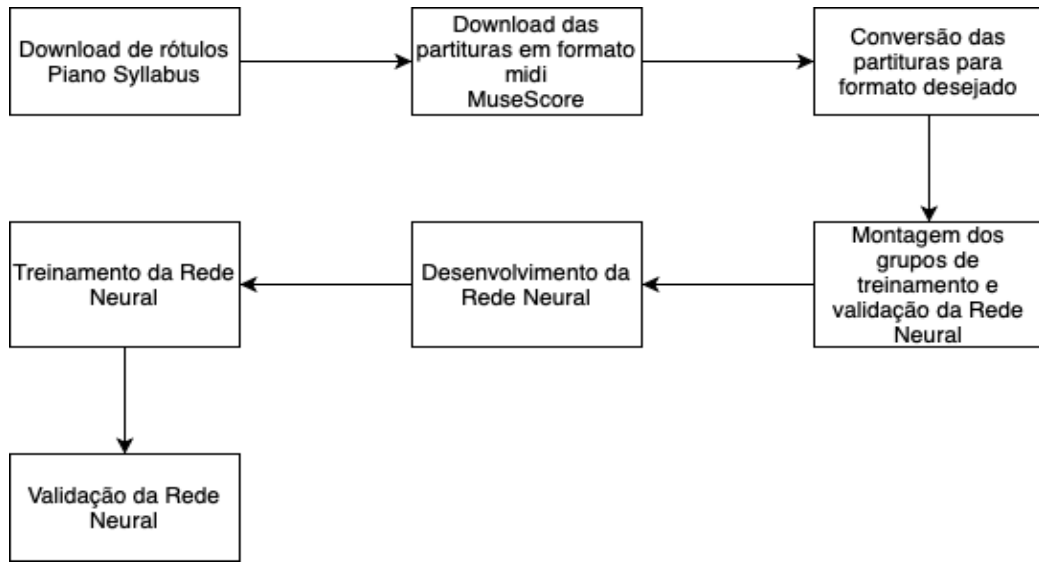 Download de rótulos
Piano Syllabus
Download das
partituras em formato
midi
MuseScore
Conversão das
partituras para
formato desejado
Montagem dos
grupos de
treinamento e
validação da Rede
Neural
Desenvolvimento da
Rede Neural
Treinamento da Rede
Neural
Validação da Rede
Neural